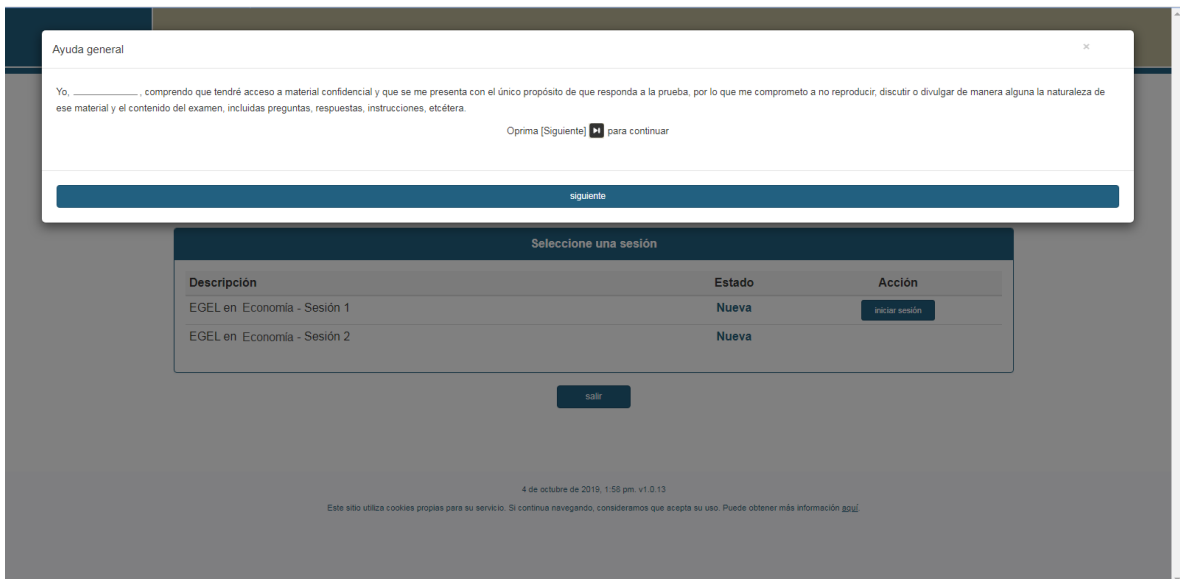 Ayuda general ×
Yo, ____________, comprendo que tendré acceso a material confidencial y que se me presenta con el único propósito de que responda a la prueba, por lo que me comprometo a no reproducir, discutir o divulgar de manera alguna la naturaleza de
ese material y el contenido del examen, incluidas preguntas, respuestas, instrucciones, etcétera.
Oprima [Siguiente] para continuar
siguiente
Seleccione una sesión
Descripción Estado Acción
EGEL en Economía - Sesión 1 Nueva iniciar sesión
EGEL en Economía - Sesión 2 Nueva
salir
4 de octubre de 2019, 1:58 pm. v1.0.13
Este sitio utiliza cookies propias para su servicio. Si continua navegando, consideramos que acepta su uso. Puede obtener más información aquí.